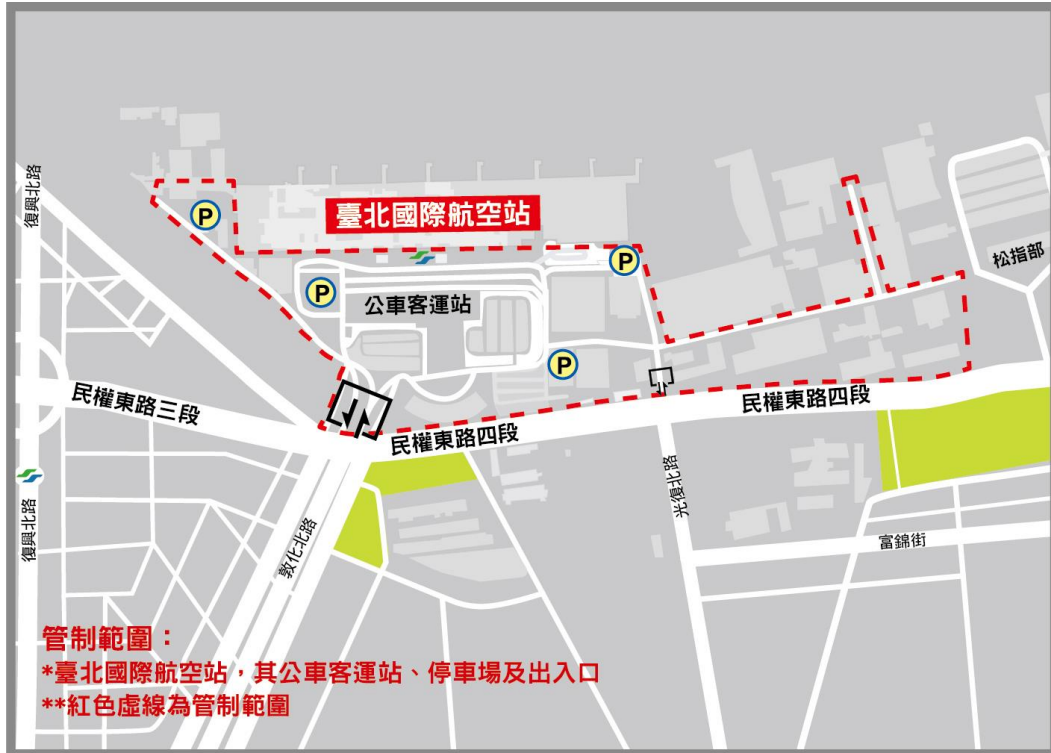 復興北路
臺北國際航空站
P
P
P
P
公車客運站
松指部
民權東路三段
民權東路四段
民權東路四段
復興北路
敦化北路
光復北路
富錦街
管制範圍：
*臺北國際航空站，其公車客運站、停車場及出入口
**紅色虛線為管制範圍